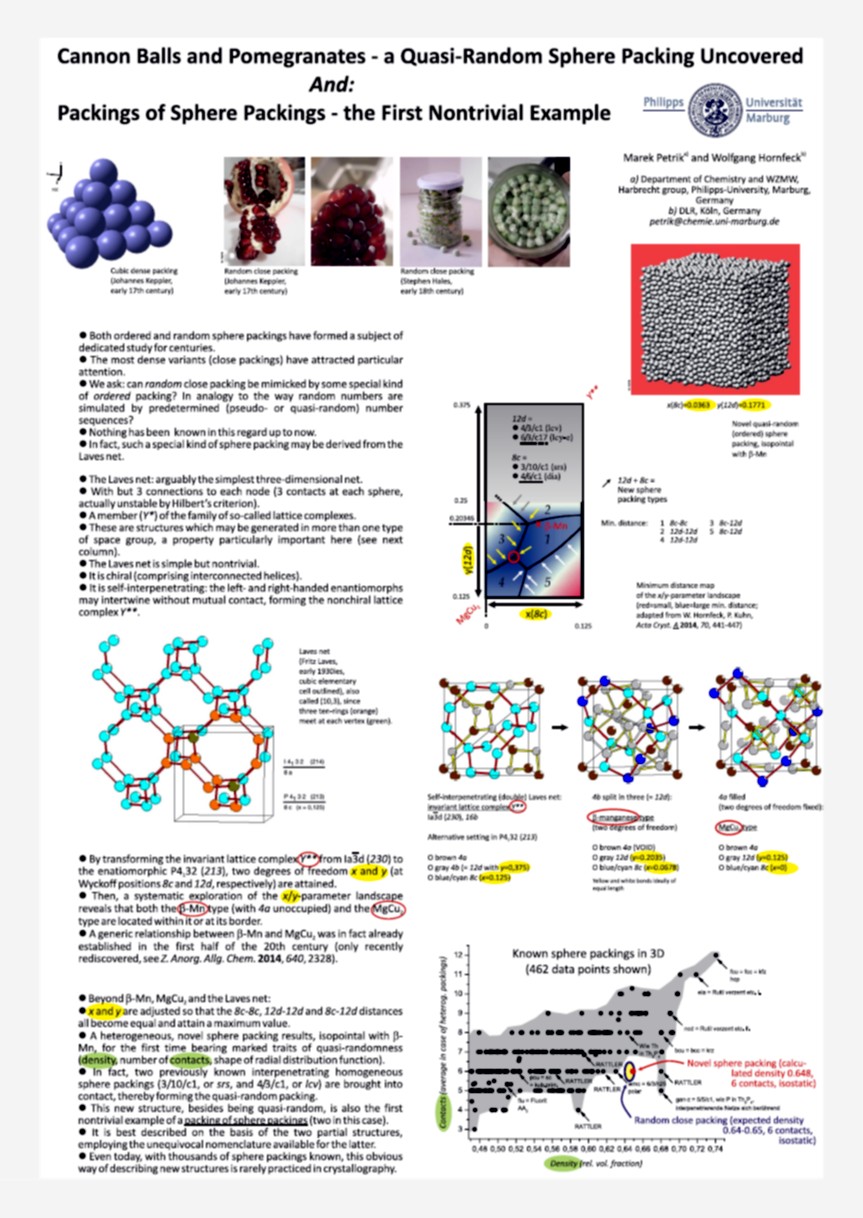 Cannon Balls and Pomegranates - a Quasi-Random Sphere Packing Uncovered
And:
Packings of Sphere Packings - the First Nontrivial Example
Philipps Universität
Marburg
Marek Petrik a) and Wolfgang Hornfeck b)
a) Department of Chemistry and WZMW,
Harbrecht group, Philipps-University, Marburg,
Germany
b) DLR, Köln, Germany
petrik@chemie.uni-marburg.de
Cubic dense packing
(Johannes Keppler,
early 17th century)
Random close packing
(Johannes Keppler,
early 17th century)
Random close packing
(Stephen Hales,
early 18th century)
● Both ordered and random sphere packings have formed a subject of
dedicated study for centuries.
● The most dense variants (close packings) have attracted particular
attention.
● We ask: can random close packing be mimicked by some special kind
of ordered packing? In analogy to the way random numbers are
simulated by predetermined (pseudo- or quasi-random) number
sequences?
● Nothing has been known in this regard up to now.
● In fact, such a special kind of sphere packing may be derived from the
Laves net.
● The Laves net: arguably the simplest three-dimensional net.
● With but 3 connections to each node (3 contacts at each sphere,
actually unstable by Hilbert's criterion).
● A member (Y*) of the family of so-called lattice complexes.
● These are structures which may be generated in more than one type
of space group, a property particularly important here (see next
column).
● The Laves net is simple but nontrivial.
● It is chiral (comprising interconnected helices).
● It is self-interpenetrating: the left- and right-handed enantiomorphs
may intertwine without mutual contact, forming the nonchiral lattice
complex Y**.
Laves net
(Fritz Laves,
early 1930ies,
cubic elementary
cell outlined), also
called (10,3), since
three ten-rings (orange)
meet at each vertex (green).
I 4₁ 3 2 (214)
8 a
P 4₃ 3 2 (213)
8 c (x = 0.125)
● By transforming the invariant lattice complex Y** from Ia3̅d (230) to
the enatiomorphic P4₁32 (213), two degrees of freedom x and y (at
Wyckoff positions 8c and 12d, respectively) are attained.
● Then, a systematic exploration of the x/y-parameter landscape
reveals that both the β-Mn type (with 4a unoccupied) and the MgCu₂
type are located within it or at its border.
● A generic relationship between β-Mn and MgCu₂ was in fact already
established in the first half of the 20th century (only recently
rediscovered, see Z. Anorg. Allg. Chem. 2014, 640, 2328).
● Beyond β-Mn, MgCu₂ and the Laves net:
● x and y are adjusted so that the 8c-8c, 12d-12d and 8c-12d distances
all become equal and attain a maximum value.
● A heterogeneous, novel sphere packing results, isopointal with β-
Mn, for the first time bearing marked traits of quasi-randomness
(density, number of contacts, shape of radial distribution function).
● In fact, two previously known interpenetrating homogeneous
sphere packings (3/10/c1, or srs, and 4/3/c1, or lcv) are brought into
contact, thereby forming the quasi-random packing.
● This new structure, besides being quasi-random, is also the first
nontrivial example of a packing of sphere packings (two in this case).
● It is best described on the basis of the two partial structures,
employing the unequivocal nomenclature available for the latter.
● Even today, with thousands of sphere packings known, this obvious
way of describing new structures is rarely practiced in crystallography.
x(8c)=0.0363 y(12d)=0.1771
Novel quasi-random
(ordered) sphere
packing, isopointal
with β-Mn
Y**
0.375
0.25
0.20346
0.125
y(12d)
12d =
● 4/3/c1 (lcv)
● 6/3/c17 (lcy-c)
8c =
● 3/10/c1 (srs)
● 4/6/c1 (dia)
2
β-Mn
3
1
4
5
MgCu₂
x(8c)
0
0.125
12d + 8c =
New sphere
packing types
Min. distance: 1 8c-8c 3 8c-12d
2 12d-12d 5 8c-12d
4 12d-12d
Minimum distance map
of the x/y-parameter landscape
(red=small, blue=large min. distance;
adapted from W. Hornfeck, P. Kuhn,
Acta Cryst. A 2014, 70, 441-447)
Self-interpenetrating (double) Laves net:
invariant lattice complex Y**
Ia3̅d (230), 16b
Alternative setting in P4₁32 (213)
O brown 4a
O gray 4b (= 12d with y=0,375)
O blue/cyan 8c (x=0.125)
4b split in three (= 12d):
β-manganese type
(two degrees of freedom)
O brown 4a (VOID)
O gray 12d (y=0.2035)
O blue/cyan 8c (x=0.0678)
Yellow and white bonds ideally of
equal length
4a filled
(two degrees of freedom fixed):
MgCu₂ type
O brown 4a
O gray 12d (y=0.125)
O blue/cyan 8c (x=0)
Known sphere packings in 3D
(462 data points shown)
Contacts (average in case of heterog. packings)
12
11
10
9
8
7
6
5
4
3
RATTLER
RATTLER
RATTLER
RATTLER
RATTLER
Novel sphere packing (calcu-
lated density 0.648,
6 contacts, isostatic)
Random close packing (expected density
0.64-0.65, 6 contacts,
isostatic)
0,48 0,50 0,52 0,54 0,56 0,58 0,60 0,62 0,64 0,66 0,68 0,70 0,72 0,74
Density (rel. vol. fraction)